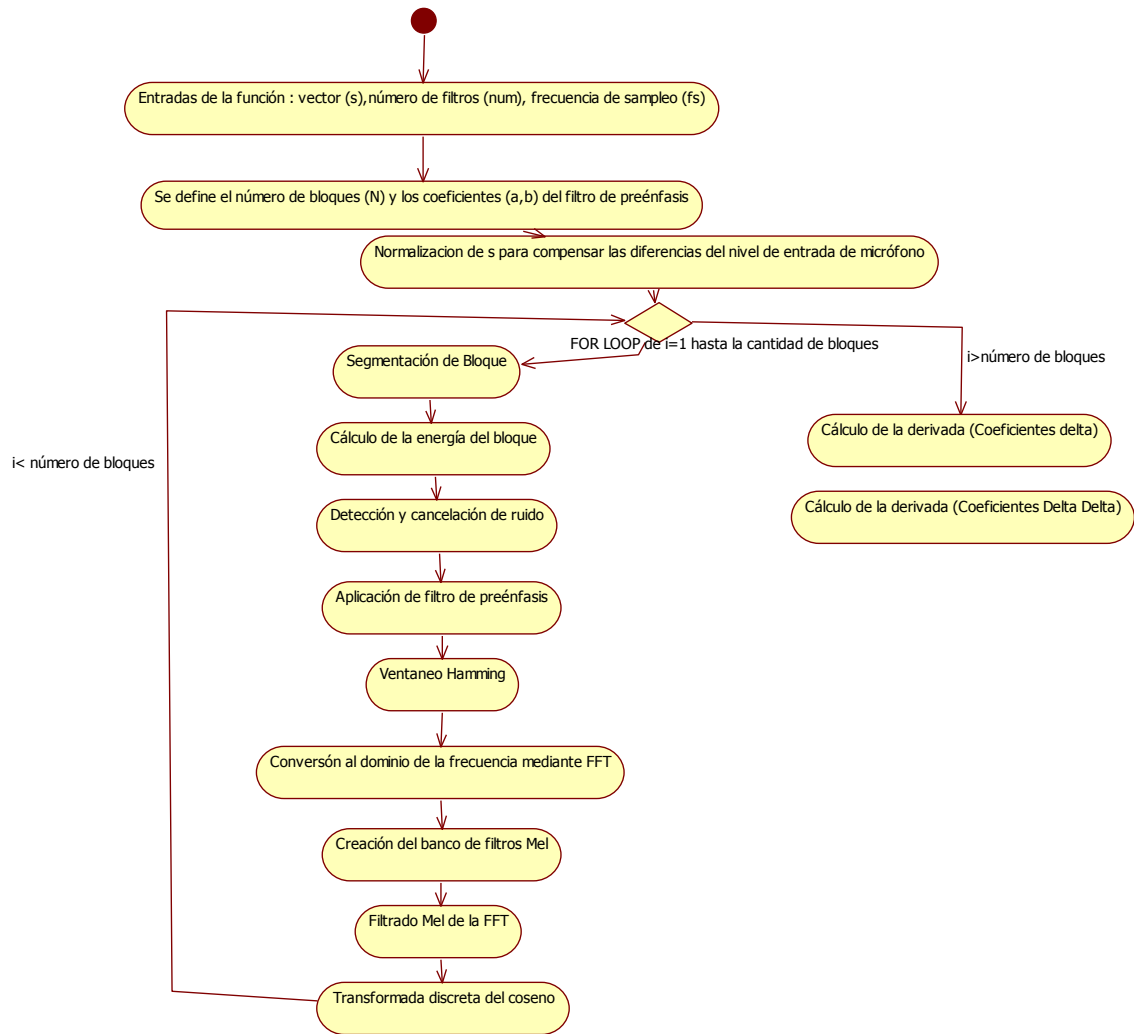 Entradas de la función : vector (s),número de filtros (num), frecuencia de sampleo (fs)
Se define el número de bloques (N) y los coeficientes (a,b) del filtro de preénfasis
Normalizacion de s para compensar las diferencias del nivel de entrada de micrófono
FOR LOOP de i=1 hasta la cantidad de bloques
i>número de bloques
Segmentación de Bloque
Cálculo de la derivada (Coeficientes delta)
Cálculo de la energía del bloque
i< número de bloques
Cálculo de la derivada (Coeficientes Delta Delta)
Detección y cancelación de ruido
Aplicación de filtro de preénfasis
Ventaneo Hamming
Conversón al dominio de la frecuencia mediante FFT
Creación del banco de filtros Mel
Filtrado Mel de la FFT
Transformada discreta del coseno